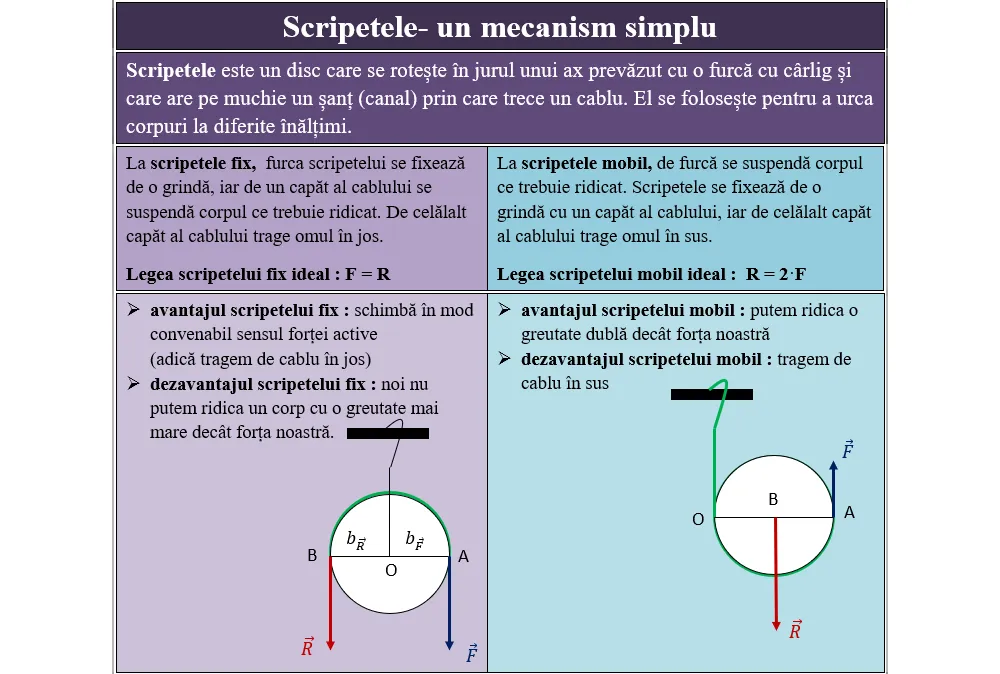 Scripetele- un mecanism simplu
Scripetele este un disc care se rotește în jurul unui ax prevăzut cu o furcă cu cârlig și
care are pe muchie un șanț (canal) prin care trece un cablu. El se folosește pentru a urca
corpuri la diferite înălțimi.
La scripetele fix, furca scripetelui se fixează
de o grindă, iar de un capăt al cablului se
suspendă corpul ce trebuie ridicat. De celălalt
capăt al cablului trage omul în jos.
Legea scripetelui fix ideal : F = R
La scripetele mobil, de furcă se suspendă corpul
ce trebuie ridicat. Scripetele se fixează de o
grindă cu un capăt al cablului, iar de celălalt capăt
al cablului trage omul în sus.
Legea scripetelui mobil ideal : R = 2·F
➢ avantajul scripetelui fix : schimbă în mod
convenabil sensul forței active
(adică tragem de cablu în jos)
➢ dezavantajul scripetelui fix : noi nu
putem ridica un corp cu o greutate mai
mare decât forța noastră.
B
b_R⃗
b_F⃗
A
O
R⃗
F⃗
➢ avantajul scripetelui mobil : putem ridica o
greutate dublă decât forța noastră
➢ dezavantajul scripetelui mobil : tragem de
cablu în sus
F⃗
B
O
A
R⃗